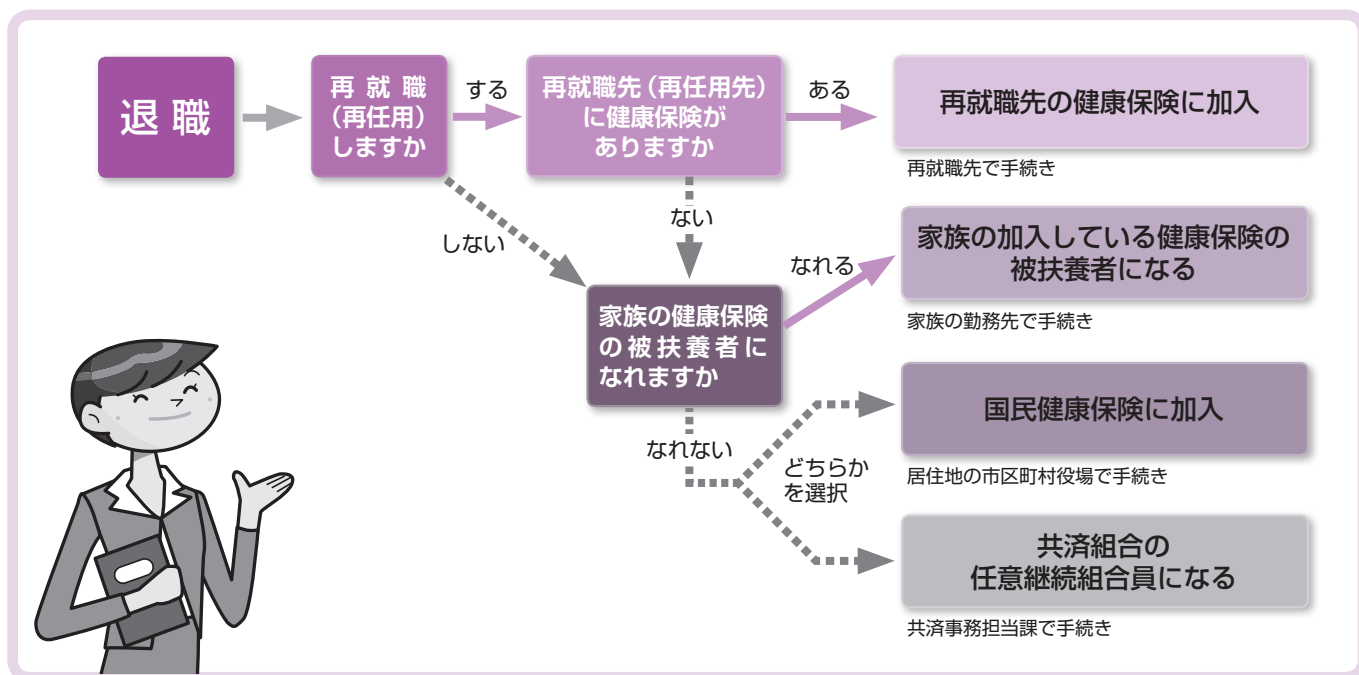 退職
再就職
（再任用）
しますか
する
再就職先（再任用先）
に健康保険が
ありますか
ある
再就職先の健康保険に加入
再就職先で手続き
しない
ない
家族の健康保険
の被扶養者に
なれますか
なれる
家族の加入している健康保険の
被扶養者になる
家族の勤務先で手続き
なれない
どちらか
を選択
国民健康保険に加入
居住地の市区町村役場で手続き
共済組合の
任意継続組合員になる
共済事務担当課で手続き